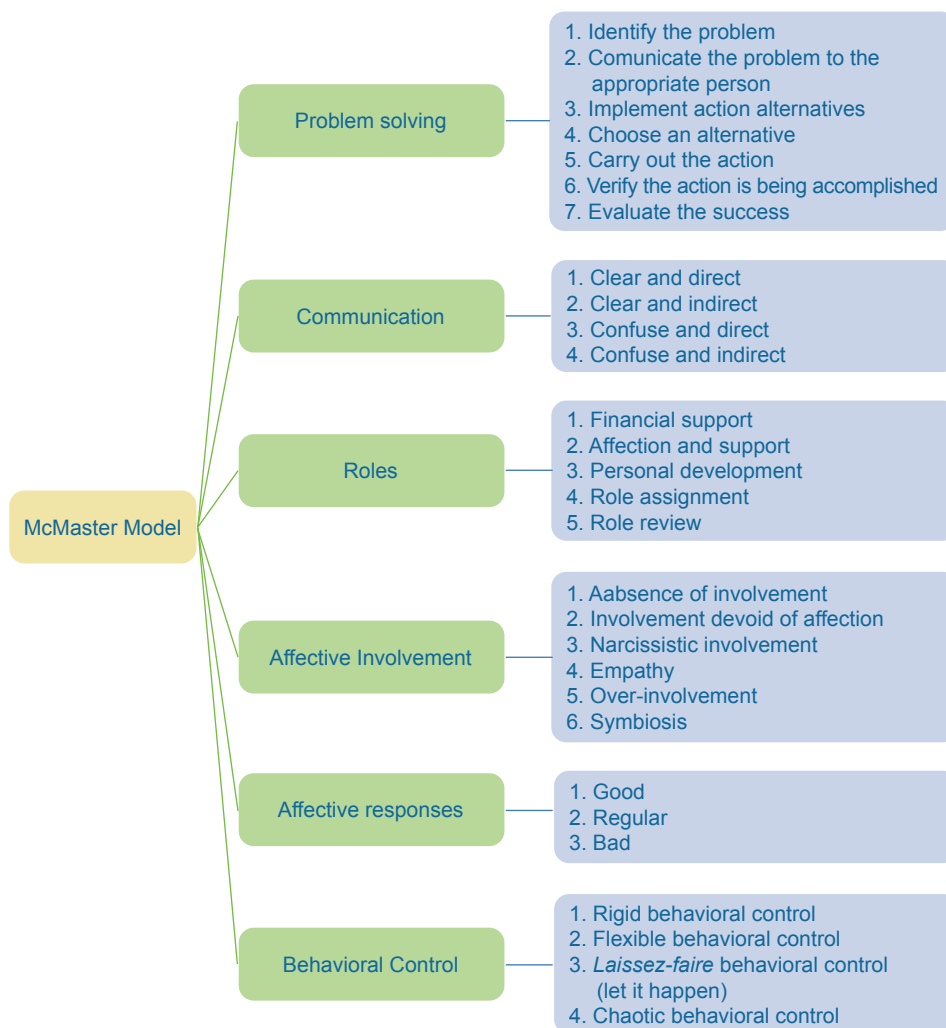 McMaster Model
Problem solving
1. Identify the problem
2. Comunicate the problem to the
appropriate person
3. Implement action alternatives
4. Choose an alternative
5. Carry out the action
6. Verify the action is being accomplished
7. Evaluate the success
Communication
1. Clear and direct
2. Clear and indirect
3. Confuse and direct
4. Confuse and indirect
Roles
1. Financial support
2. Affection and support
3. Personal development
4. Role assignment
5. Role review
Affective Involvement
1. Aabsence of involvement
2. Involvement devoid of affection
3. Narcissistic involvement
4. Empathy
5. Over-involvement
6. Symbiosis
Affective responses
1. Good
2. Regular
3. Bad
Behavioral Control
1. Rigid behavioral control
2. Flexible behavioral control
3. Laissez-faire behavioral control
(let it happen)
4. Chaotic behavioral control